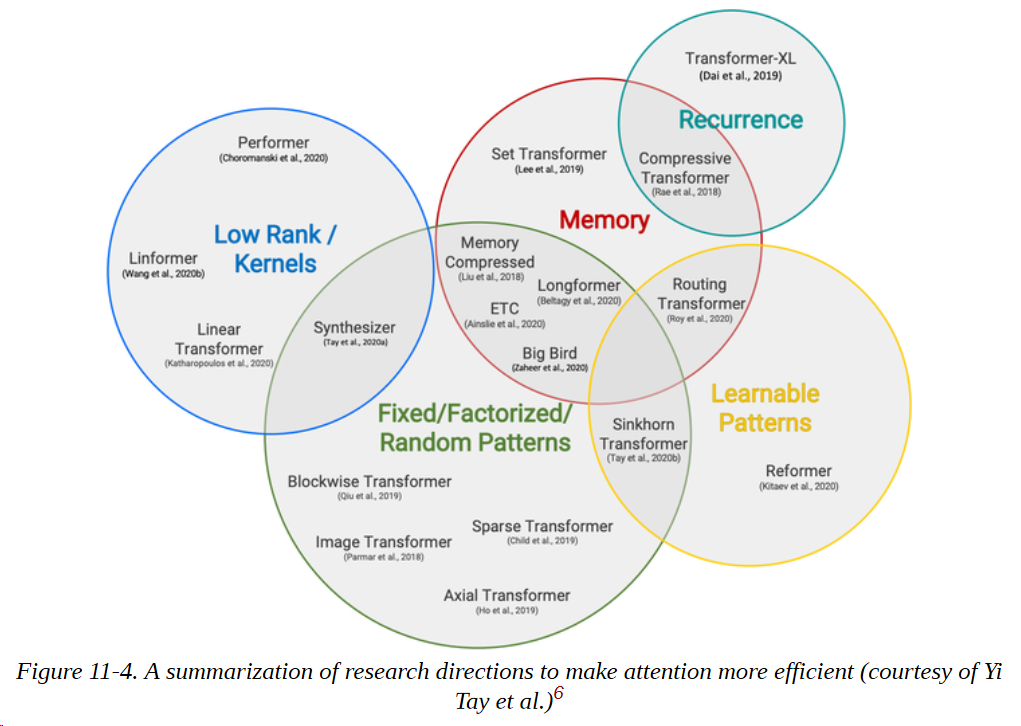 Transformer-XL
(Dai et al., 2019)
Recurrence
Compressive
Transformer
(Rae et al., 2018)
Set Transformer
(Lee et al., 2019)
Memory
Performer
(Choromanski et al., 2020)
Low Rank /
Kernels
Linformer
(Wang et al., 2020b)
Linear
Transformer
(Katharopoulos et al., 2020)
Synthesizer
(Tay et al., 2020a)
Memory
Compressed
(Liu et al., 2018)
Longformer
(Beltagy et al., 2020)
ETC
(Ainslie et al., 2020)
Big Bird
(Zaheer et al., 2020)
Routing
Transformer
(Roy et al., 2020)
Learnable
Patterns
Fixed/Factorized/
Random Patterns
Sinkhorn
Transformer
(Tay et al., 2020b)
Reformer
(Kitaev et al., 2020)
Blockwise Transformer
(Qiu et al., 2019)
Sparse Transformer
(Child et al., 2019)
Image Transformer
(Parmar et al., 2018)
Axial Transformer
(Ho et al., 2019)
Figure 11-4. A summarization of research directions to make attention more efficient (courtesy of Yi
Tay et al.)6